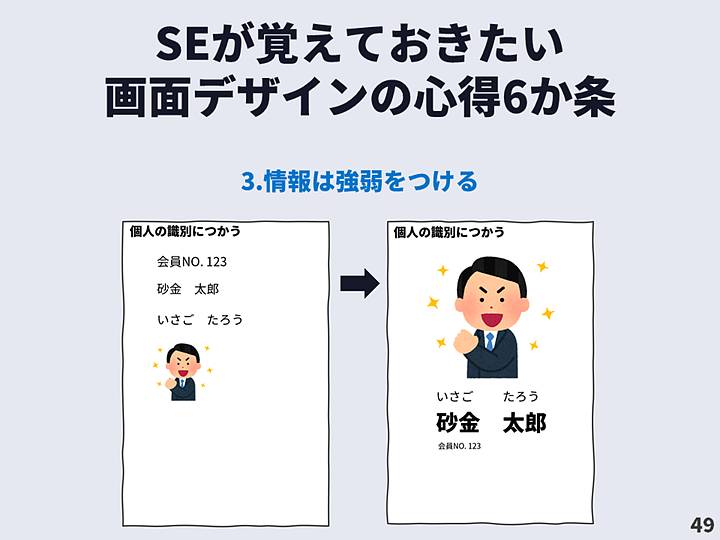 SEが覚えておきたい
画面デザインの心得6か条
3.情報は強弱をつける
個人の識別につかう
会員NO. 123
砂金　太郎
いさご　たろう
個人の識別につかう
いさご　たろう
砂金　太郎
会員NO. 123
49